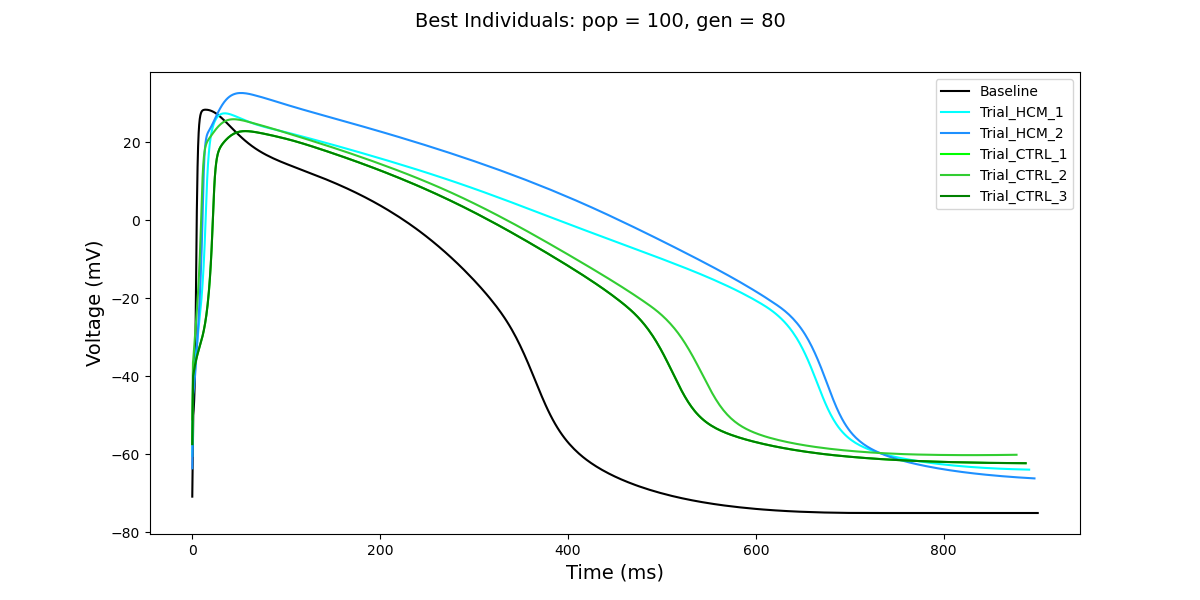 Best Individuals: pop = 100, gen = 80
Baseline
Trial_HCM_1
Trial_HCM_2
Trial_CTRL_1
Trial_CTRL_2
Trial_CTRL_3
Voltage (mV)
20
0
−20
−40
−60
−80
0 200 400 600 800
Time (ms)